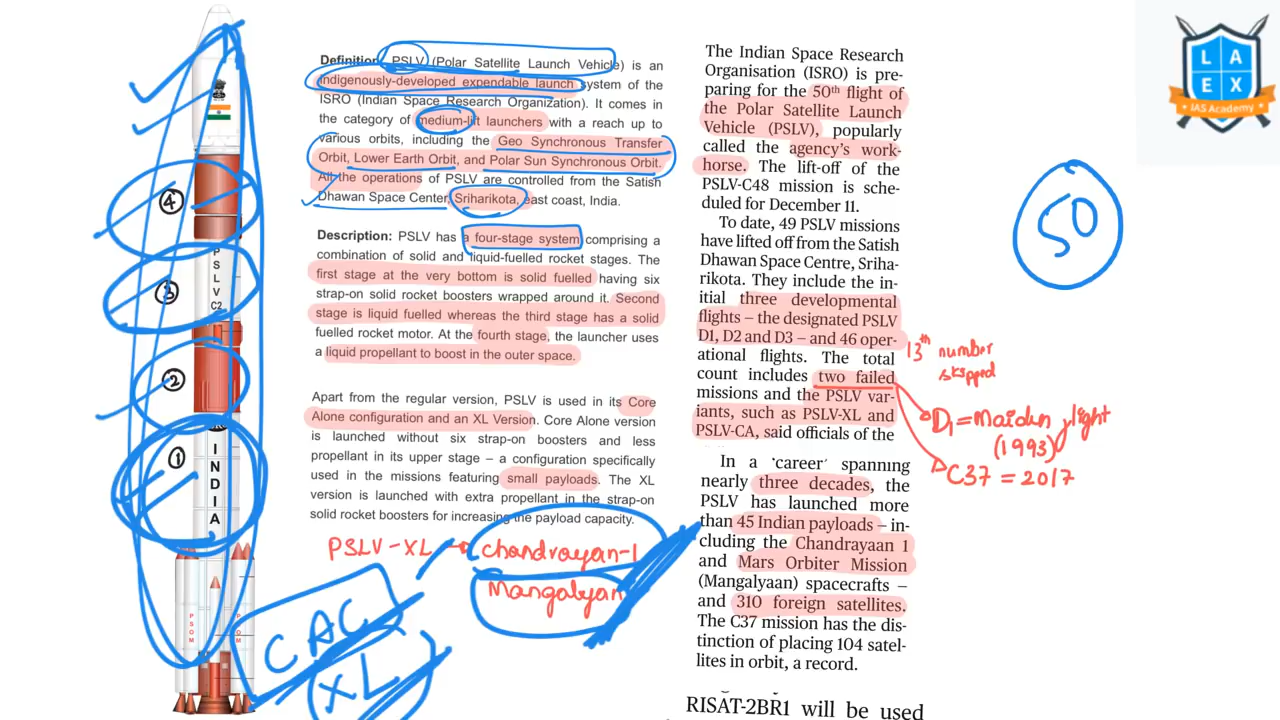 Definition: PSLV (Polar Satellite Launch Vehicle) is an
indigenously-developed expendable launch system of the
ISRO (Indian Space Research Organization). It comes in
the category of medium-lift launchers with a reach up to
various orbits, including the Geo Synchronous Transfer
Orbit, Lower Earth Orbit, and Polar Sun Synchronous Orbit.
All the operations of PSLV are controlled from the Satish
Dhawan Space Center, Sriharikota, east coast, India.
Description: PSLV has a four-stage system comprising a
combination of solid and liquid-fuelled rocket stages. The
first stage at the very bottom is solid fuelled having six
strap-on solid rocket boosters wrapped around it. Second
stage is liquid fuelled whereas the third stage has a solid
fuelled rocket motor. At the fourth stage, the launcher uses
a liquid propellant to boost in the outer space.
Apart from the regular version, PSLV is used in its Core
Alone configuration and an XL Version. Core Alone version
is launched without six strap-on boosters and less
propellant in its upper stage – a configuration specifically
used in the missions featuring small payloads. The XL
version is launched with extra propellant in the strap-on
solid rocket boosters for increasing the payload capacity.
PSLV-XL → chandrayan-1
Mangalyan
CAC
XL
4
3
2
1
PSLV
C2
INDIA
PSOM
PSOM
The Indian Space Research
Organisation (ISRO) is pre-
paring for the 50th flight of
the Polar Satellite Launch
Vehicle (PSLV), popularly
called the agency's work-
horse. The lift-off of the
PSLV-C48 mission is sche-
duled for December 11.
To date, 49 PSLV missions
have lifted off from the Satish
Dhawan Space Centre, Sriha-
rikota. They include the in-
itial three developmental
flights – the designated PSLV
D1, D2 and D3 – and 46 oper-
ational flights. The total
count includes two failed
missions and the PSLV var-
iants, such as PSLV-XL and
PSLV-CA, said officials of the
In a 'career' spanning
nearly three decades, the
PSLV has launched more
than 45 Indian payloads – in-
cluding the Chandrayaan 1
and Mars Orbiter Mission
(Mangalyaan) spacecrafts –
and 310 foreign satellites.
The C37 mission has the dis-
tinction of placing 104 satel-
lites in orbit, a record.
RISAT-2BR1 will be used
13th number
skipped
D1 = Maiden flight
(1993)
C37 = 2017
50
LA
EX
IAS Academy